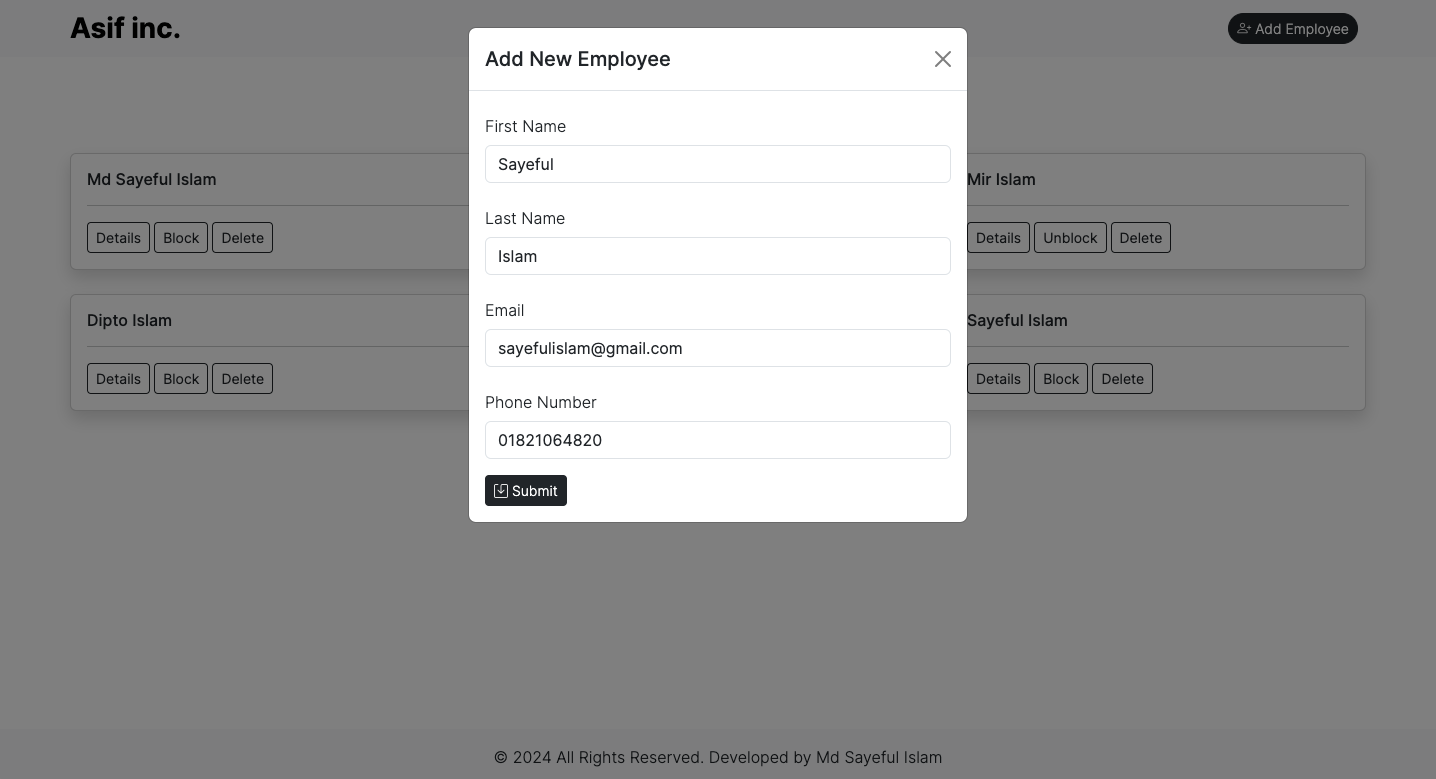 Asif inc.
Add Employee
Add New Employee
First Name
Sayeful
Last Name
Islam
Email
sayefulislam@gmail.com
Phone Number
01821064820
Submit
Md Sayeful Islam
Details Block Delete
Mir Islam
Details Unblock Delete
Dipto Islam
Details Block Delete
Sayeful Islam
Details Block Delete
© 2024 All Rights Reserved. Developed by Md Sayeful Islam